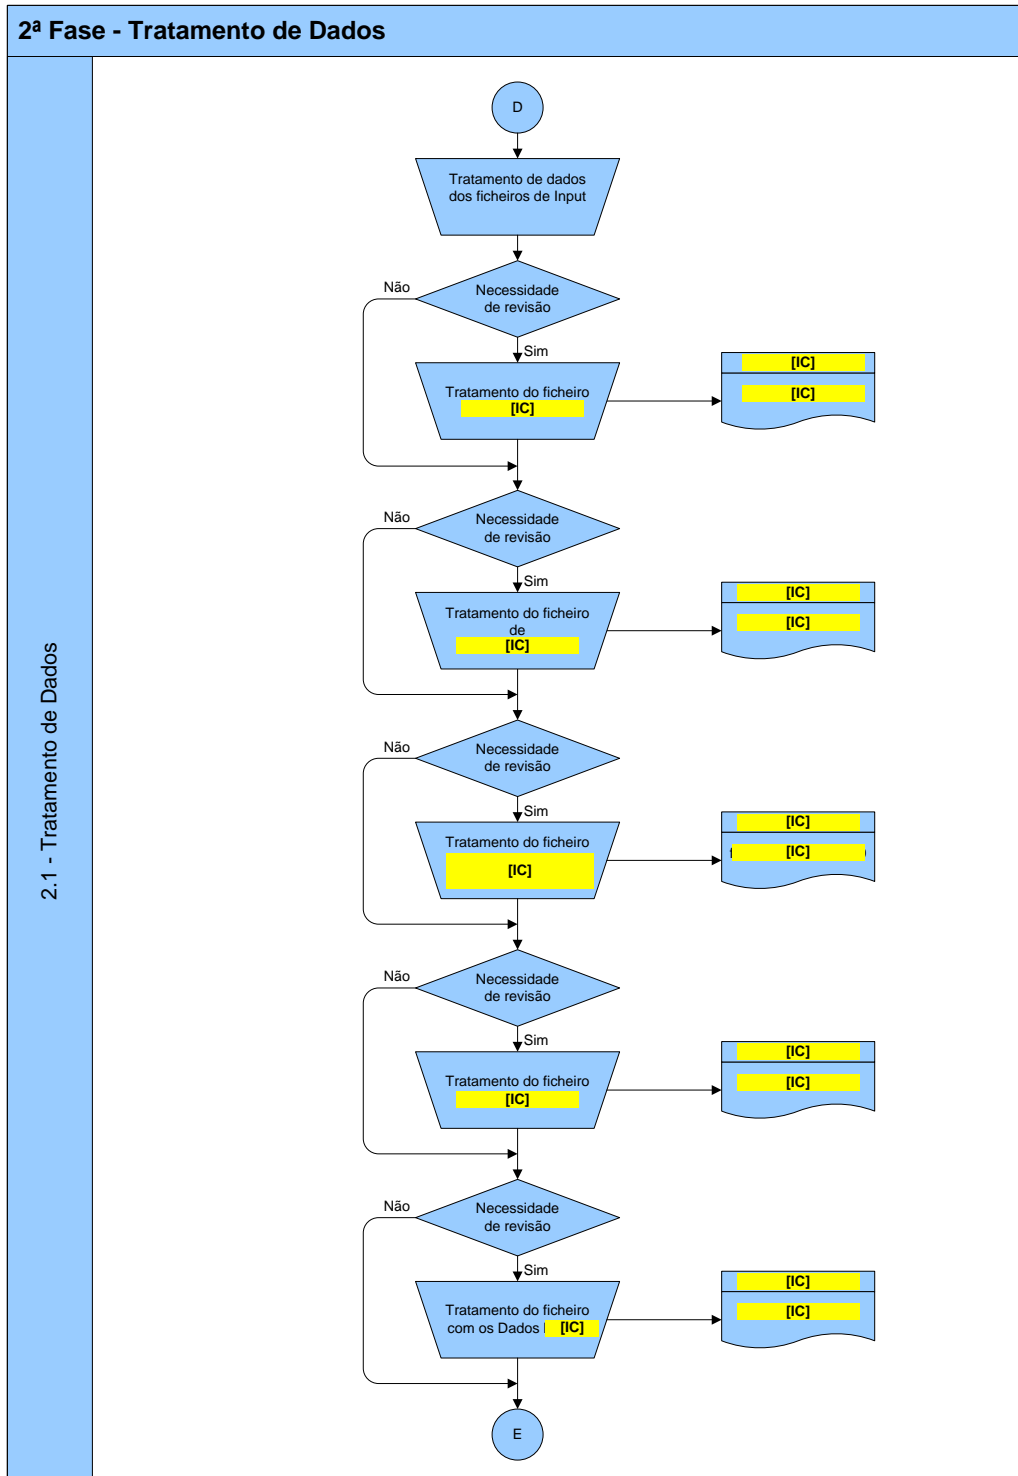 2ª Fase - Tratamento de Dados
2.1 - Tratamento de Dados
D
Tratamento de dados
dos ficheiros de Input
Necessidade
de revisão
Não
Sim
Tratamento do ficheiro
[IC]
[IC]
[IC]
Necessidade
de revisão
Não
Sim
Tratamento do ficheiro
de
[IC]
[IC]
[IC]
Necessidade
de revisão
Não
Sim
Tratamento do ficheiro
[IC]
[IC]
[IC]
Necessidade
de revisão
Não
Sim
Tratamento do ficheiro
[IC]
[IC]
[IC]
Necessidade
de revisão
Não
Sim
Tratamento do ficheiro
com os Dados [IC]
[IC]
[IC]
E